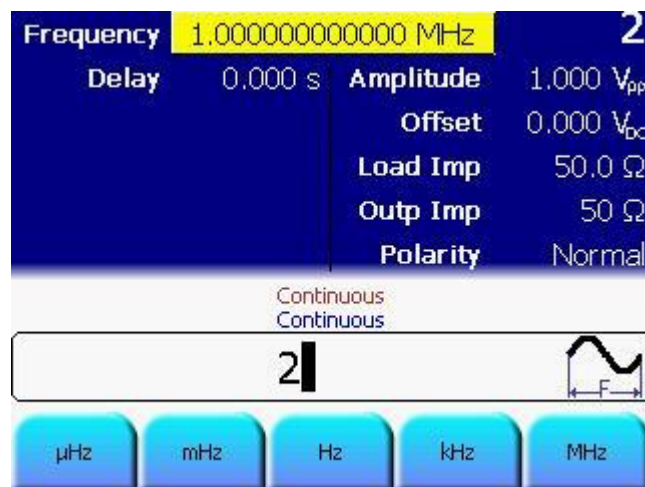 Frequency 1.000000000000 MHz 2
Delay 0.000 s Amplitude 1.000 Vpp
Offset 0.000 VDC
Load Imp 50.0 Ω
Outp Imp 50 Ω
Polarity Normal
Continuous
Continuous
2
F
µHz mHz Hz kHz MHz